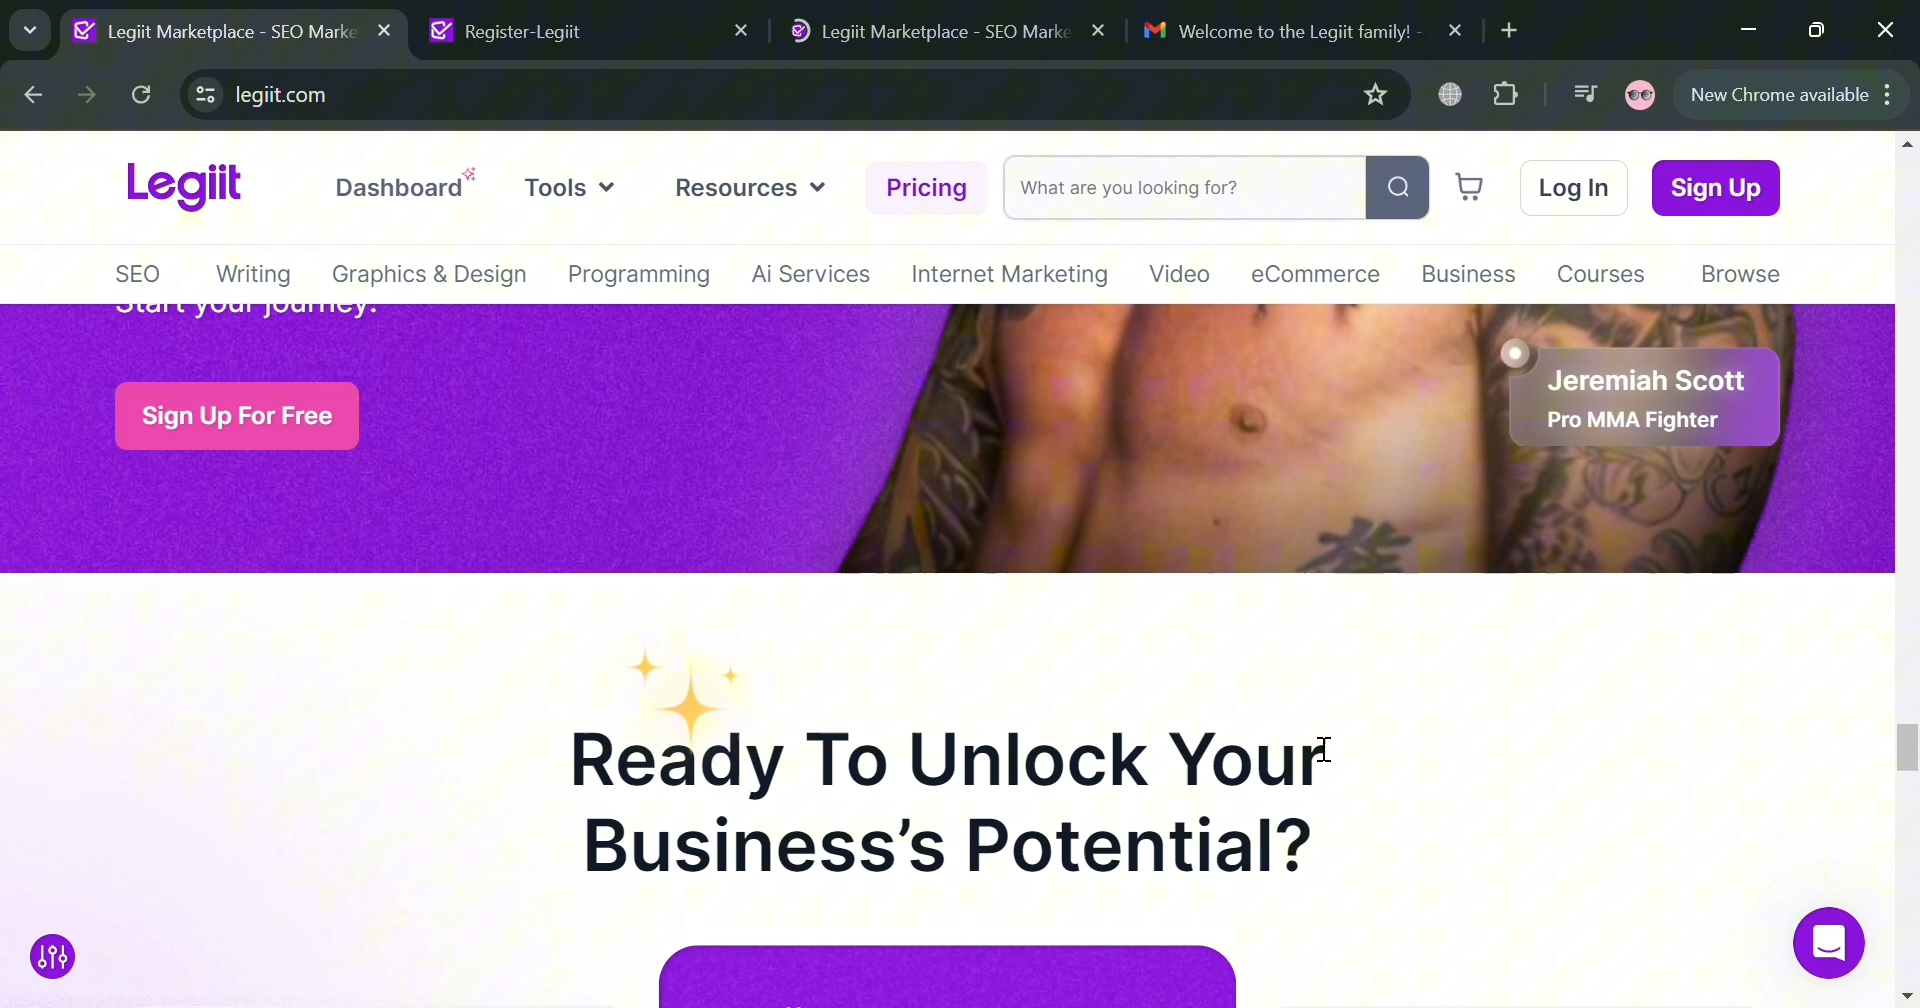 Legiit Marketplace - SEO Marke
Register-Legiit
Legiit Marketplace - SEO Marke
Welcome to the Legiit family! -
legiit.com
New Chrome available
Legiit
Dashboard
Tools
Resources
Pricing
What are you looking for?
Log In
Sign Up
SEO
Writing
Graphics & Design
Programming
Ai Services
Internet Marketing
Video
eCommerce
Business
Courses
Browse
Start your journey.
Sign Up For Free
Jeremiah Scott
Pro MMA Fighter
Ready To Unlock Your
Business’s Potential?